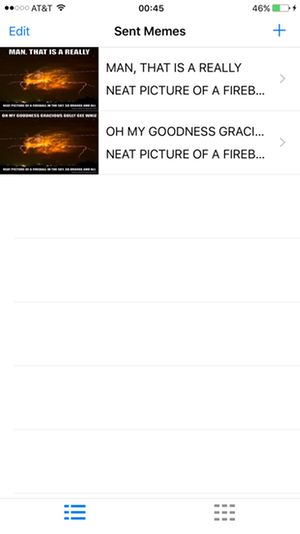 AT&T 00:45 46%
Edit Sent Memes +
MAN, THAT IS A REALLY
MAN, THAT IS A REALLY
NEAT PICTURE OF A FIREB...
NEAT PICTURE OF A FIREBALL IN THE SKY, SO ORANGE AND ALL
OH MY GOODNESS GRACIOUS GOLLY GEE
OH MY GOODNESS GRACI...
NEAT PICTURE OF A FIREB...
NEAT PICTURE OF A FIREBALL IN THE SKY, SO ORANGE AND ALL